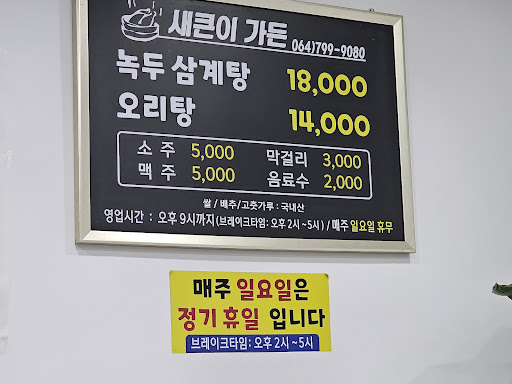 새큰이 가든 064)799-9080
녹두 삼계탕 18,000
오리탕 14,000
소주 5,000 막걸리 3,000
맥주 5,000 음료수 2,000
쌀 / 배추 / 고춧가루 : 국내산
영업시간 : 오후 9시까지(브레이크타임: 오후 2시 ~5시) / 매주 일요일 휴무
매주 일요일은
정기 휴일 입니다
브레이크타임: 오후 2시 ~5시